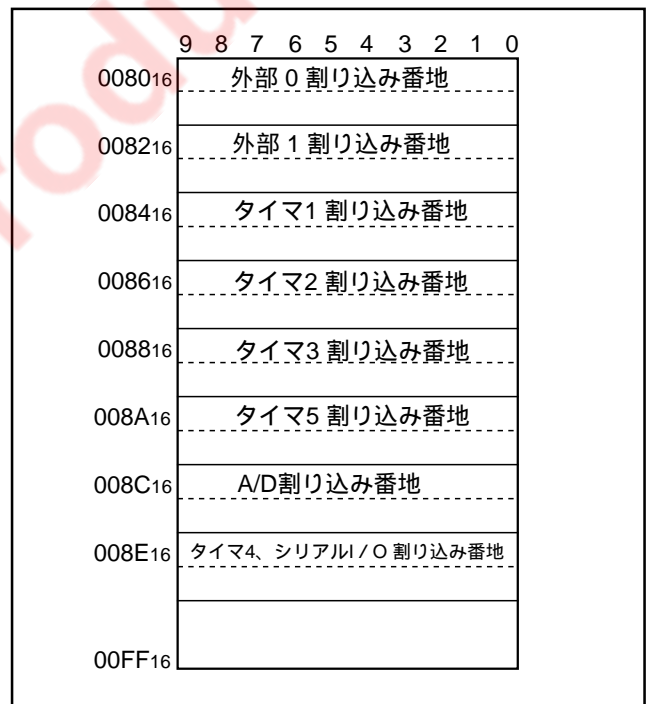 9 8 7 6 5 4 3 2 1 0
008016 外部 0 割り込み番地
008216 外部 1 割り込み番地
008416 タイマ1 割り込み番地
008616 タイマ2 割り込み番地
008816 タイマ3 割り込み番地
008A16 タイマ5 割り込み番地
008C16 A/D割り込み番地
008E16 タイマ4、シリアルI / O 割り込み番地
00FF16